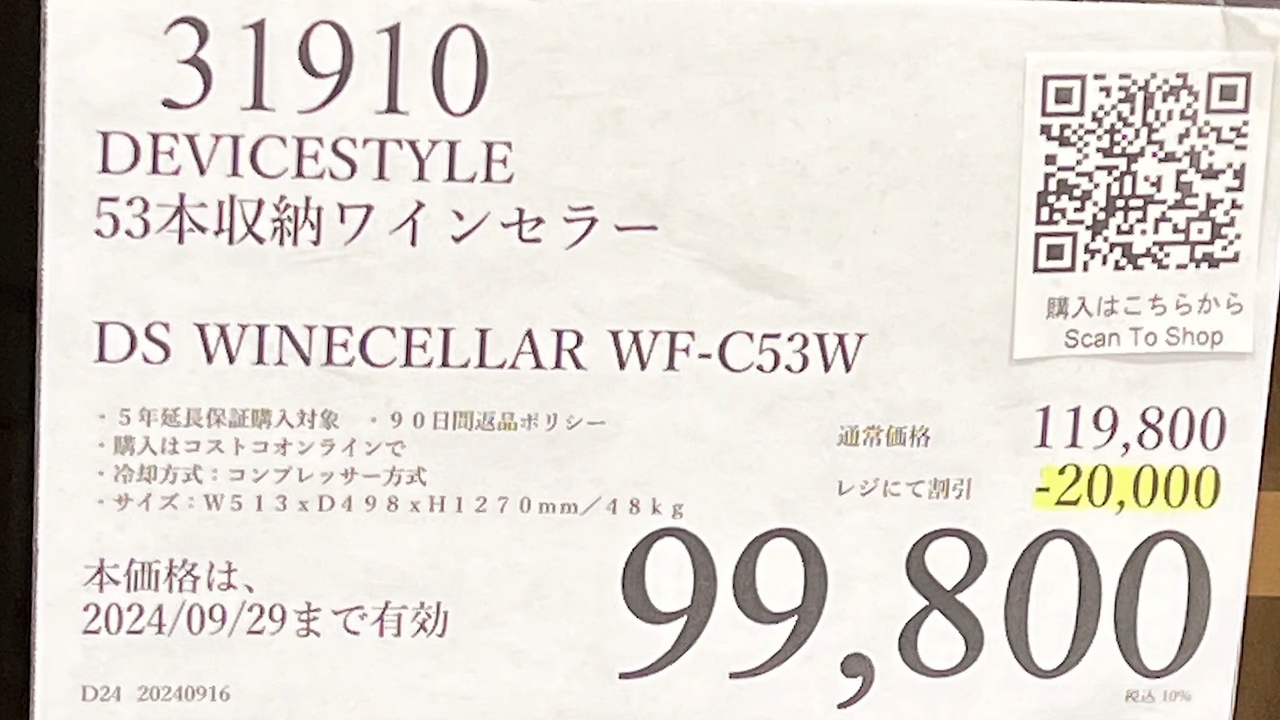 31910
DEVICESTYLE
53本収納ワインセラー
DS WINECELLAR WF-C53W
購入はこちらから
Scan To Shop
・５年延長保証購入対象　・９０日間返品ポリシー
・購入はコストコオンラインで
・冷却方式：コンプレッサー方式
・サイズ：Ｗ５１３ｘＤ４９８ｘＨ１２７０ｍｍ／４８ｋｇ
通常価格 119,800
レジにて割引 -20,000
99,800
本価格は、
2024/09/29まで有効
D24 20240916
税込 10%